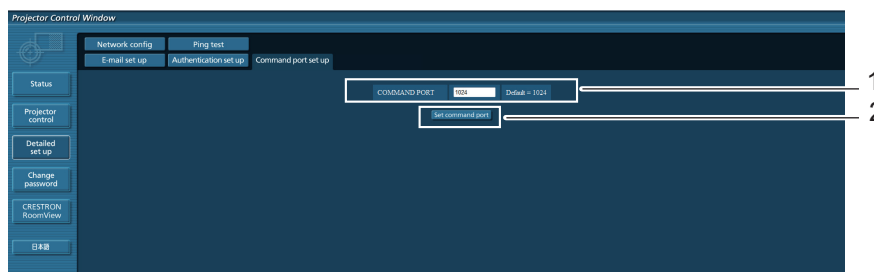 Projector Control Window
Network config Ping test
E-mail set up Authentication set up Command port set up
Status
COMMAND PORT 1024 Default = 1024
1
Set command port
2
Projector
control
Detailed
set up
Change
password
CRESTRON
RoomView
日本語